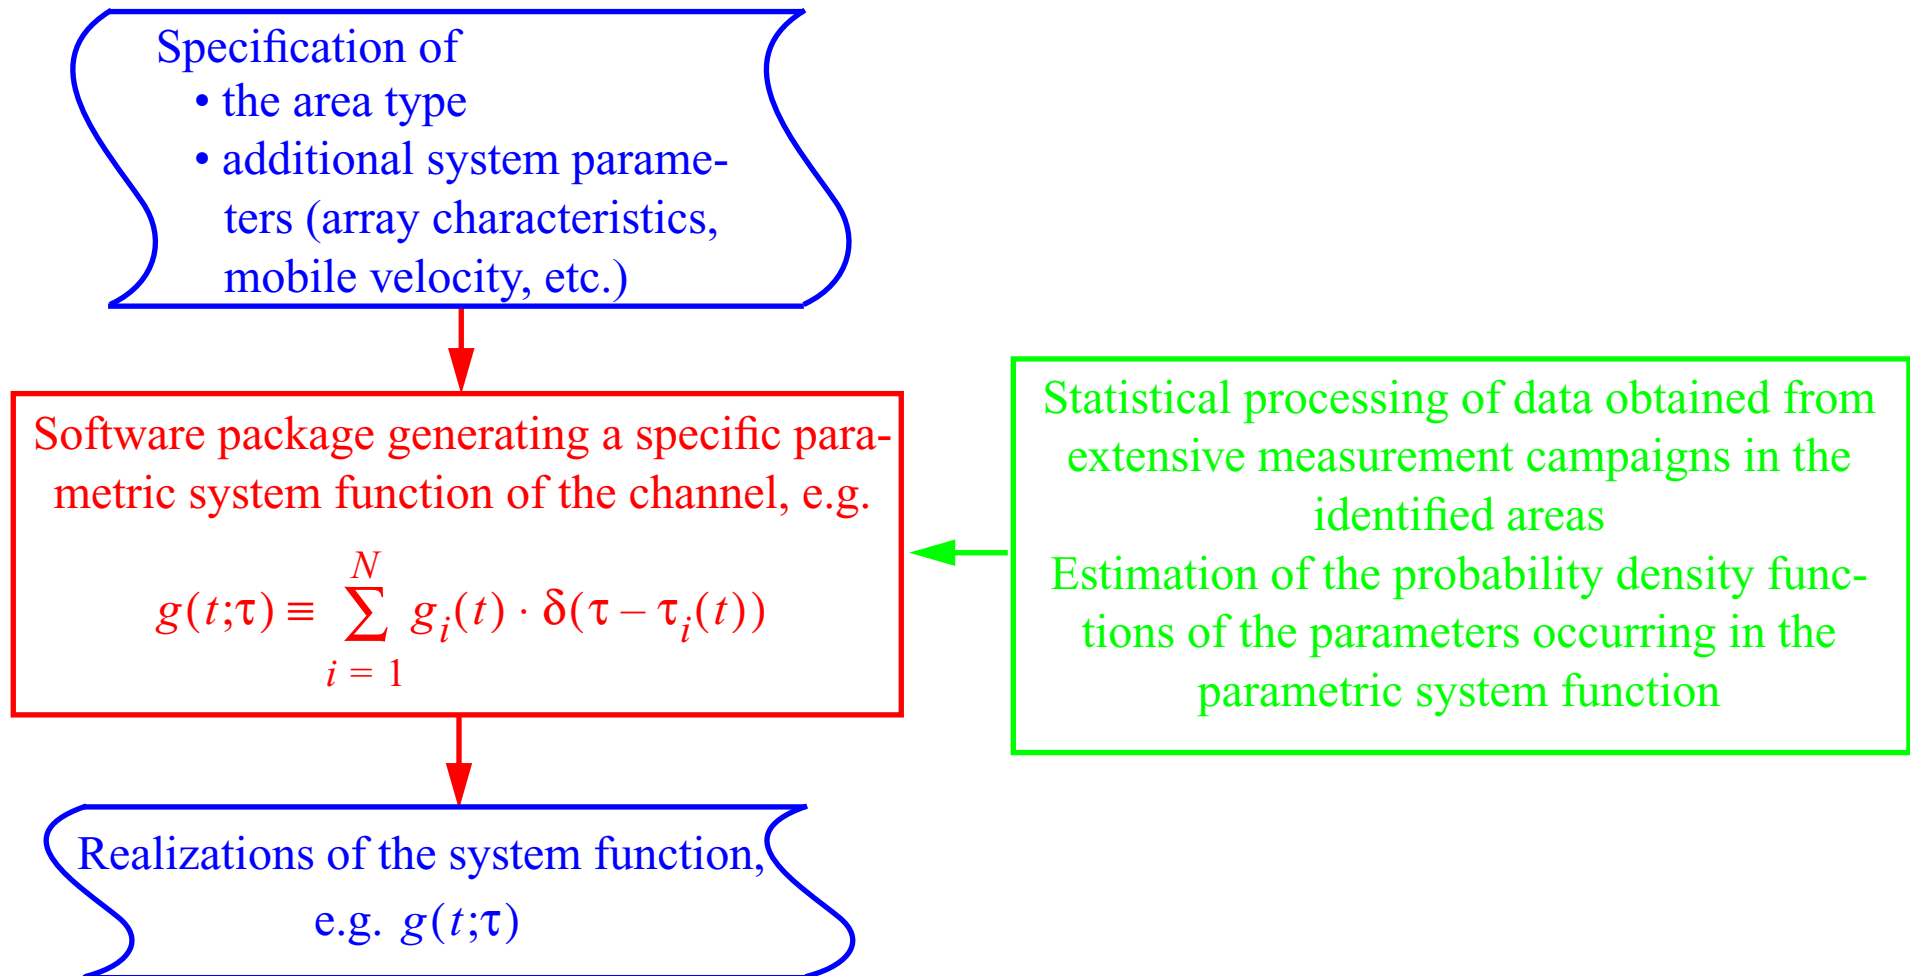 Specification of
• the area type
• additional system parame-
ters (array characteristics,
mobile velocity, etc.)
Software package generating a specific para-
metric system function of the channel, e.g.
g(t;τ) ≡ ∑_{i = 1}^{N} g_i(t) · δ(τ – τ_i(t))
Statistical processing of data obtained from
extensive measurement campaigns in the
identified areas
Estimation of the probability density func-
tions of the parameters occurring in the
parametric system function
Realizations of the system function,
e.g. g(t;τ)